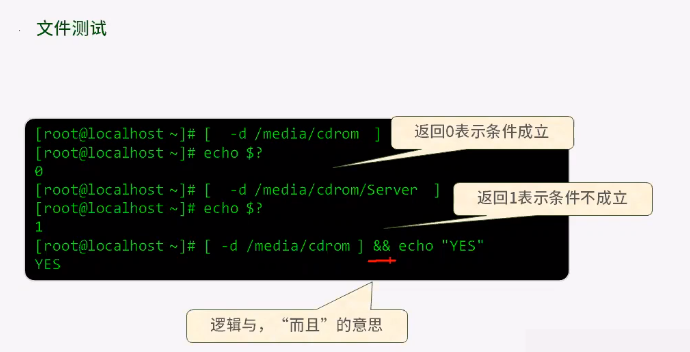 文件测试
[root@localhost ~]# [  -d /media/cdrom  ]
返回0表示条件成立
[root@localhost ~]# echo $?
0
[root@localhost ~]# [  -d /media/cdrom/Server  ]
返回1表示条件不成立
[root@localhost ~]# echo $?
1
[root@localhost ~]# [ -d /media/cdrom ] && echo "YES"
YES
逻辑与，“而且”的意思